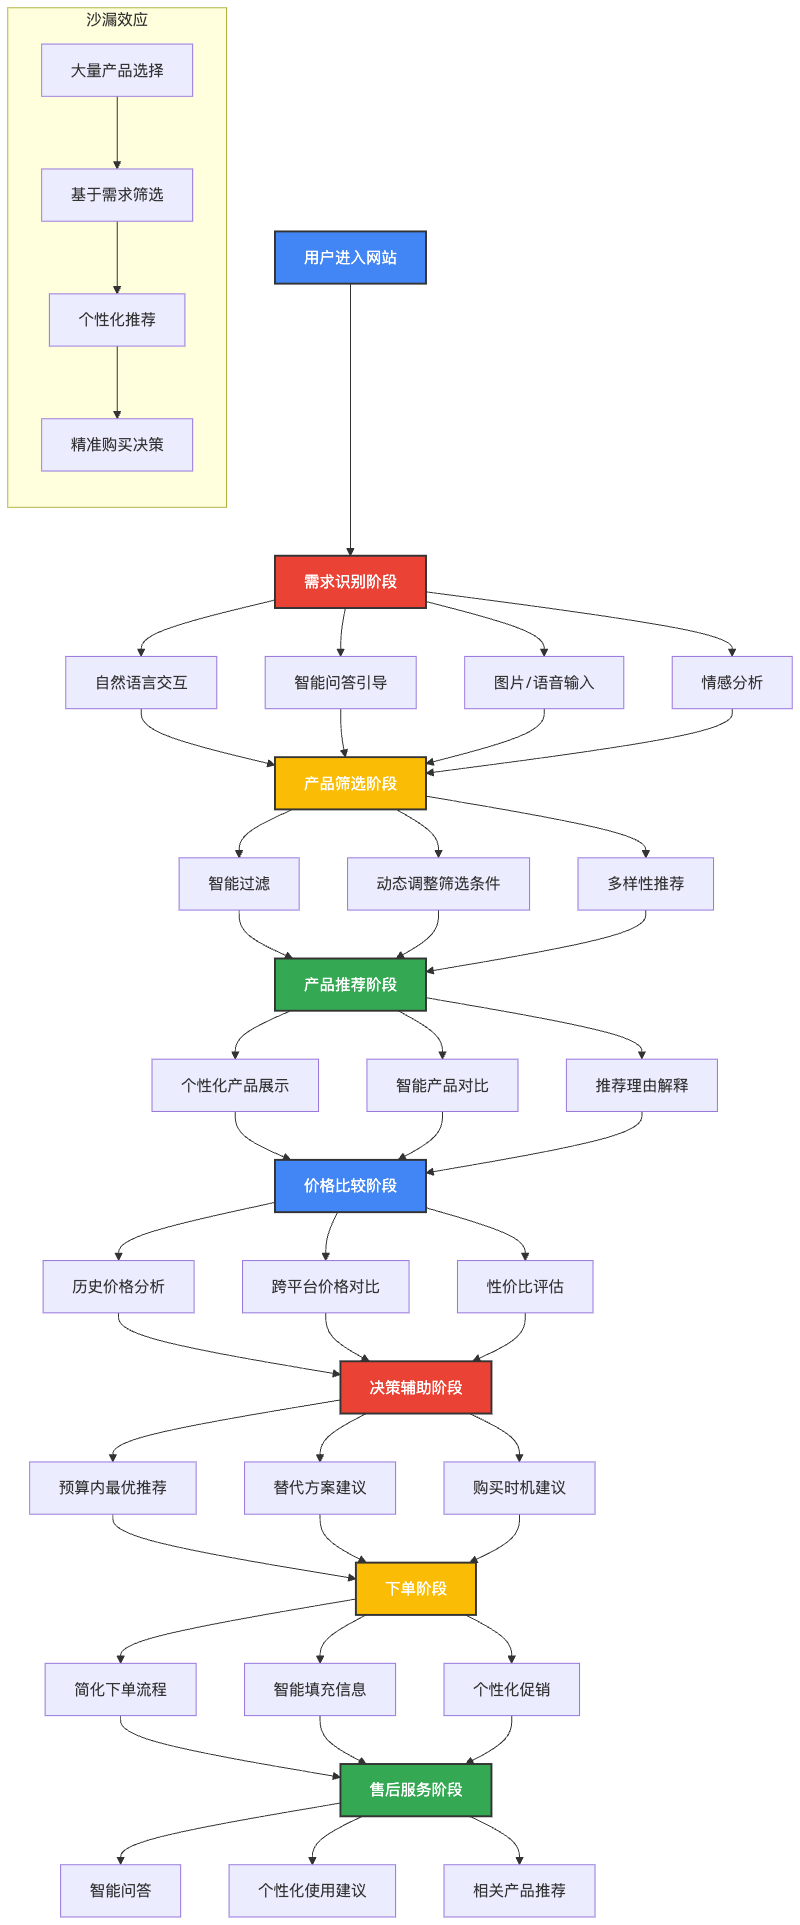 沙漏效应
大量产品选择
基于需求筛选
个性化推荐
精准购买决策
用户进入网站
需求识别阶段
自然语言交互
智能问答引导
图片/语音输入
情感分析
产品筛选阶段
智能过滤
动态调整筛选条件
多样性推荐
产品推荐阶段
个性化产品展示
智能产品对比
推荐理由解释
价格比较阶段
历史价格分析
跨平台价格对比
性价比评估
决策辅助阶段
预算内最优推荐
替代方案建议
购买时机建议
下单阶段
简化下单流程
智能填充信息
个性化促销
售后服务阶段
智能问答
个性化使用建议
相关产品推荐